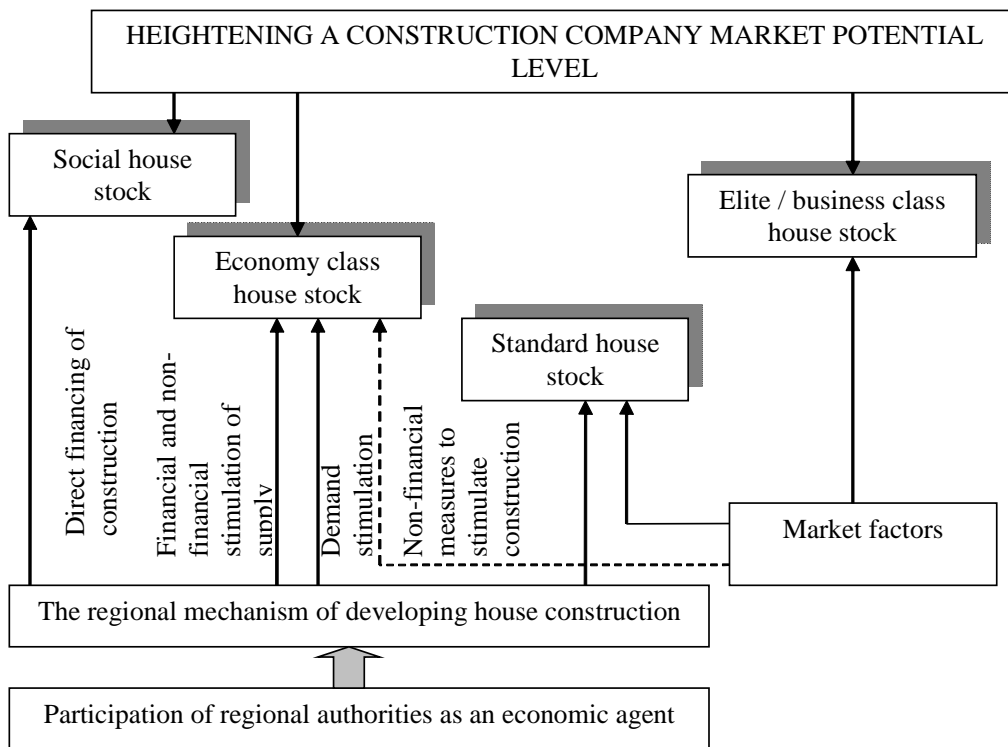 HEIGHTENING A CONSTRUCTION COMPANY MARKET POTENTIAL
LEVEL
Social house
stock
Elite / business class
house stock
Economy class
house stock
Standard house
stock
Direct financing of
construction
Financial and non-
financial
stimulation of
supply
Demand
stimulation
Non-financial
measures to
stimulate
construction
Market factors
The regional mechanism of developing house construction
Participation of regional authorities as an economic agent